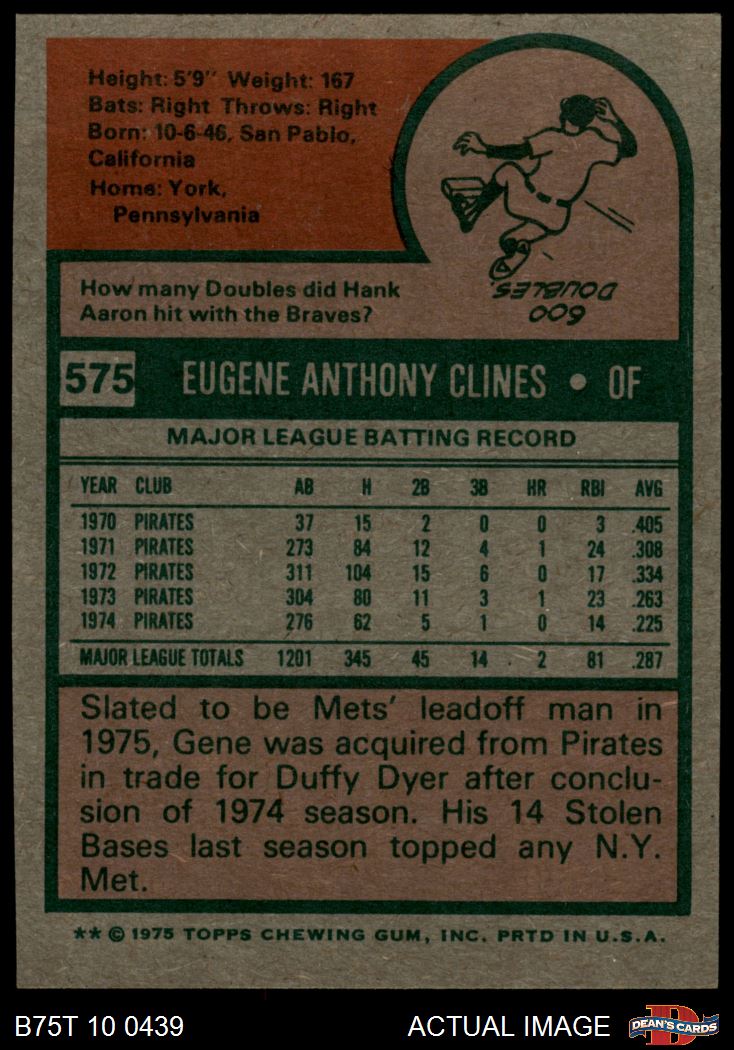 Height: 5'9" Weight: 167
Bats: Right Throws: Right
Born: 10-6-46, San Pablo,
California
Home: York,
Pennsylvania
How many Doubles did Hank
Aaron hit with the Braves?
600
DOUBLES.
575 EUGENE ANTHONY CLINES • OF
MAJOR LEAGUE BATTING RECORD
YEAR CLUB AB H 2B 3B HR RBI AVG
1970 PIRATES 37 15 2 0 0 3 .405
1971 PIRATES 273 84 12 4 1 24 .308
1972 PIRATES 311 104 15 6 0 17 .334
1973 PIRATES 304 80 11 3 1 23 .263
1974 PIRATES 276 62 5 1 0 14 .225
MAJOR LEAGUE TOTALS 1201 345 45 14 2 81 .287
Slated to be Mets' leadoff man in
1975, Gene was acquired from Pirates
in trade for Duffy Dyer after conclu-
sion of 1974 season. His 14 Stolen
Bases last season topped any N.Y.
Met.
** © 1975 TOPPS CHEWING GUM, INC. PRTD IN U.S.A.
B75T 10 0439 ACTUAL IMAGE D DEAN'S CARDS